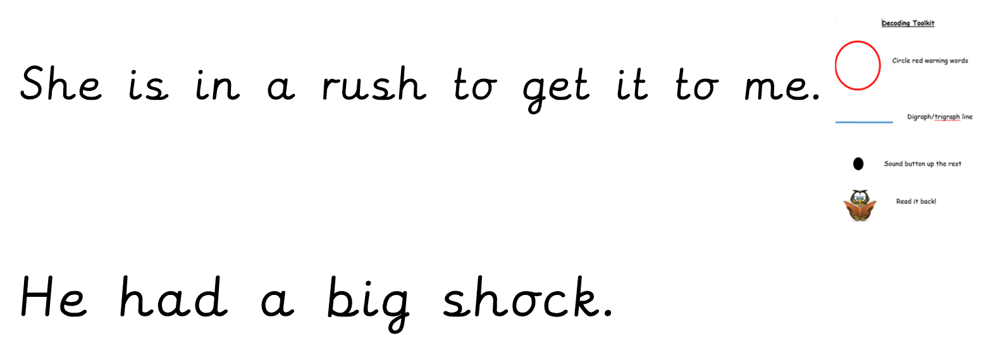 She is in a rush to get it to me.
He had a big shock.
Decoding Toolkit
Circle red warning words
Digraph/trigraph line
Sound button up the rest
Read it back!